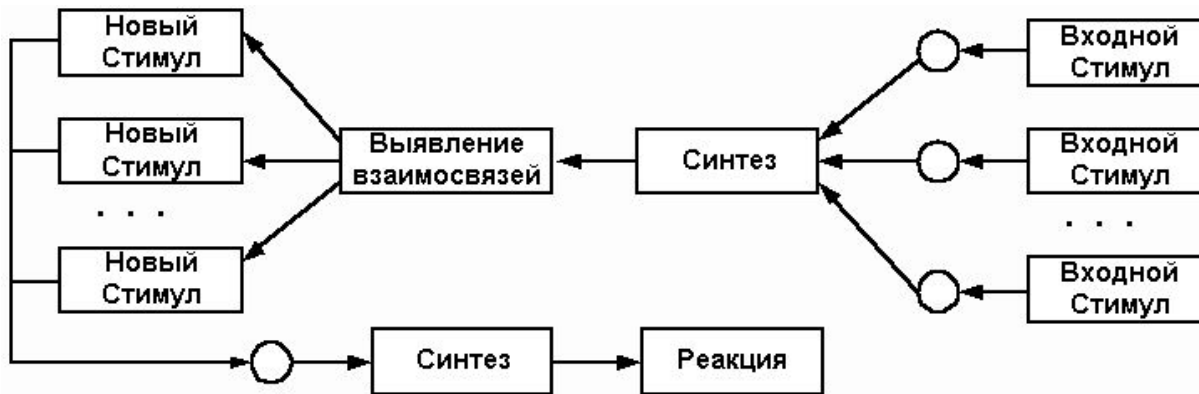 Новый
Стимул
Входной
Стимул
Новый
Стимул
Выявление
взаимосвязей
Синтез
Входной
Стимул
. . .
. . .
Новый
Стимул
Входной
Стимул
Синтез
Реакция